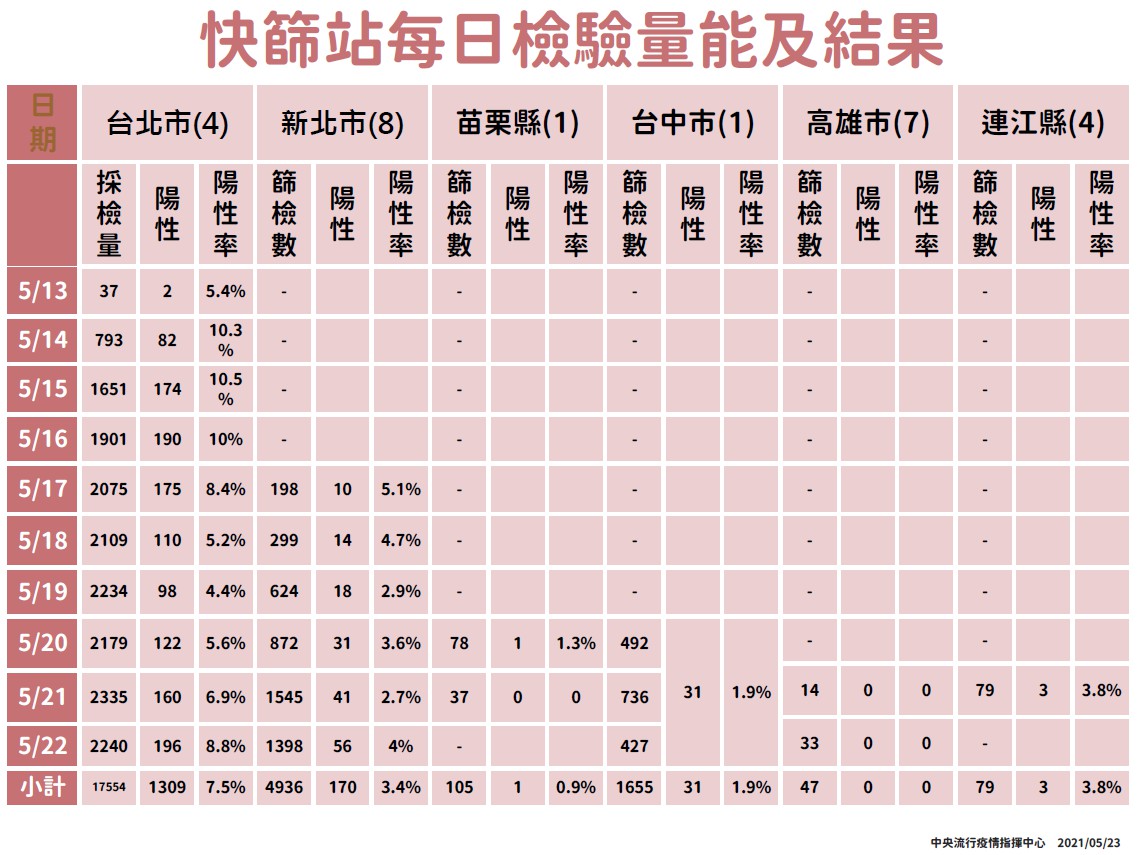 快篩站每日檢驗量能及結果
日期 台北市(4) 新北市(8) 苗栗縣(1) 台中市(1) 高雄市(7) 連江縣(4)
採檢量 陽性 陽性率 篩檢數 陽性 陽性率 篩檢數 陽性 陽性率 篩檢數 陽性 陽性率 篩檢數 陽性 陽性率 篩檢數 陽性 陽性率
5/13 37 2 5.4% - - - - -
5/14 793 82 10.3% - - - - -
5/15 1651 174 10.5% - - - - -
5/16 1901 190 10% - - - - -
5/17 2075 175 8.4% 198 10 5.1% - - - -
5/18 2109 110 5.2% 299 14 4.7% - - - -
5/19 2234 98 4.4% 624 18 2.9% - - - -
5/20 2179 122 5.6% 872 31 3.6% 78 1 1.3% 492 - -
5/21 2335 160 6.9% 1545 41 2.7% 37 0 0 736 31 1.9% 14 0 0 79 3 3.8%
5/22 2240 196 8.8% 1398 56 4% - 427 33 0 0 -
小計 17554 1309 7.5% 4936 170 3.4% 105 1 0.9% 1655 31 1.9% 47 0 0 79 3 3.8%
中央流行疫情指揮中心 2021/05/23